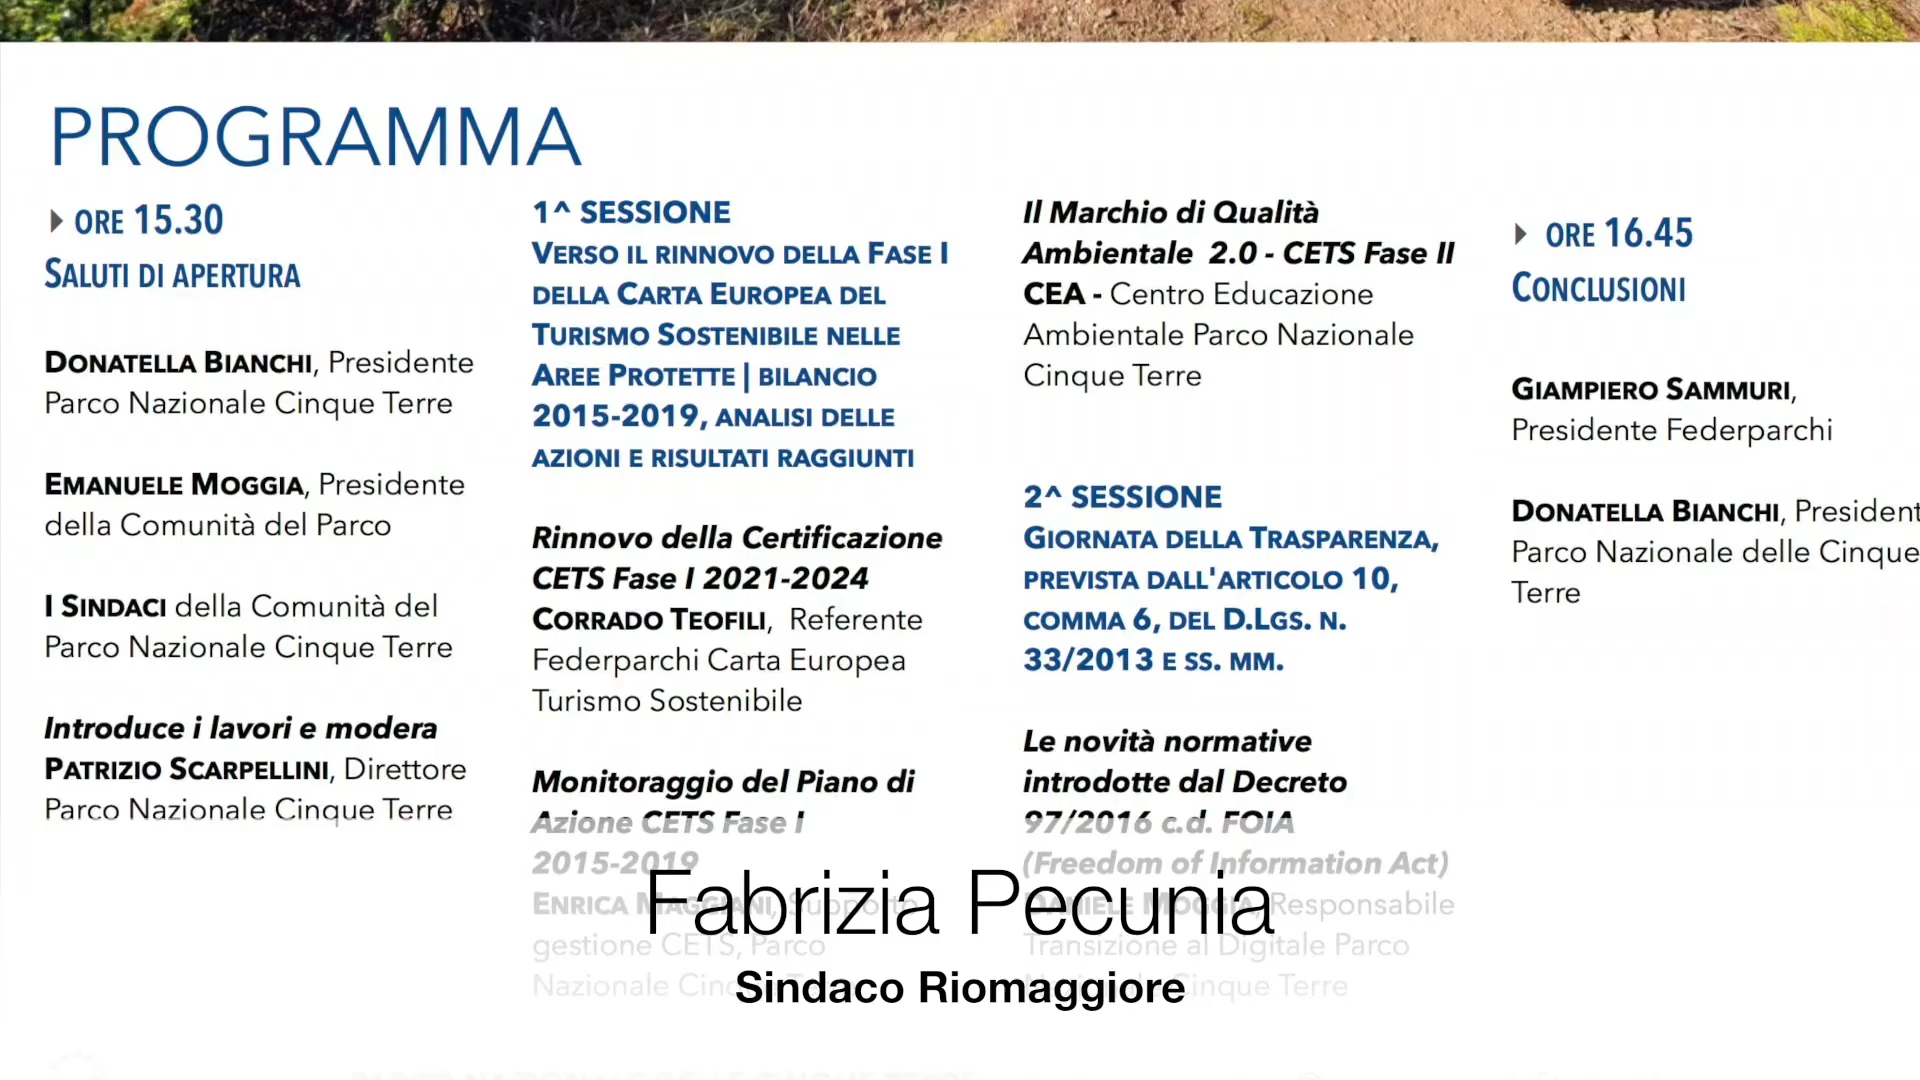 PROGRAMMA
ORE 15.30
SALUTI DI APERTURA
DONATELLA BIANCHI, Presidente
Parco Nazionale Cinque Terre
EMANUELE MOGGIA, Presidente
della Comunità del Parco
I SINDACI della Comunità del
Parco Nazionale Cinque Terre
Introduce i lavori e modera
PATRIZIO SCARPELLINI, Direttore
Parco Nazionale Cinque Terre
1^ SESSIONE
VERSO IL RINNOVO DELLA FASE I
DELLA CARTA EUROPEA DEL
TURISMO SOSTENIBILE NELLE
AREE PROTETTE | BILANCIO
2015-2019, ANALISI DELLE
AZIONI E RISULTATI RAGGIUNTI
Rinnovo della Certificazione
CETS Fase I 2021-2024
CORRADO TEOFILI, Referente
Federparchi Carta Europea
Turismo Sostenibile
Monitoraggio del Piano di
Azione CETS Fase I
2015-2019
ENRICA MAGGIANI, Supporto
gestione CETS, Parco
Nazionale
Il Marchio di Qualità
Ambientale 2.0 - CETS Fase II
CEA - Centro Educazione
Ambientale Parco Nazionale
Cinque Terre
2^ SESSIONE
GIORNATA DELLA TRASPARENZA,
PREVISTA DALL'ARTICOLO 10,
COMMA 6, DEL D.LGS. N.
33/2013 E SS. MM.
Le novità normative
introdotte dal Decreto
97/2016 c.d. FOIA
(Freedom of Information Act)
DANIELE MOGGIA, Responsabile
Transizione al Digitale Parco
Cinque Terre
ORE 16.45
CONCLUSIONI
GIAMPIERO SAMMURI,
Presidente Federparchi
DONATELLA BIANCHI, President
Parco Nazionale delle Cinque
Terre
Fabrizia Pecunia
Sindaco Riomaggiore